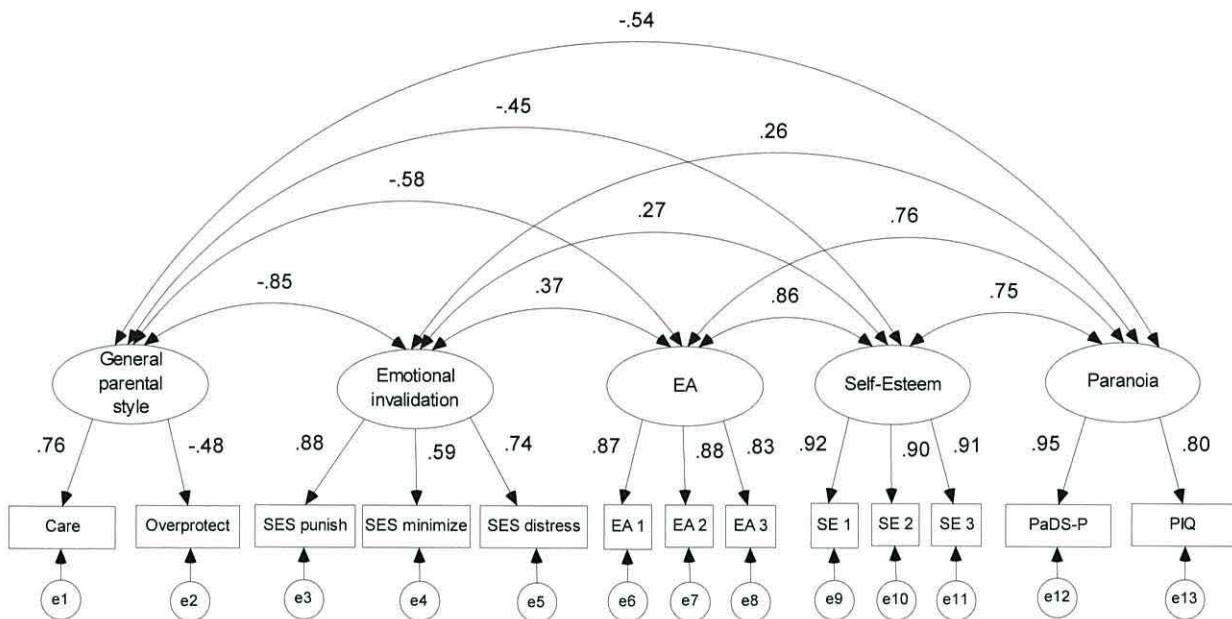 -.54
-.45
.26
-.58
.27
.76
-.85
.37
.86
.75
General
parental
style
Emotional
invalidation
EA
Self-Esteem
Paranoia
.76
-.48
.88
.59
.74
.87
.88
.83
.92
.90
.91
.95
.80
Care
Overprotect
SES punish
SES minimize
SES distress
EA 1
EA 2
EA 3
SE 1
SE 2
SE 3
PaDS-P
PIQ
e1
e2
e3
e4
e5
e6
e7
e8
e9
e10
e11
e12
e13